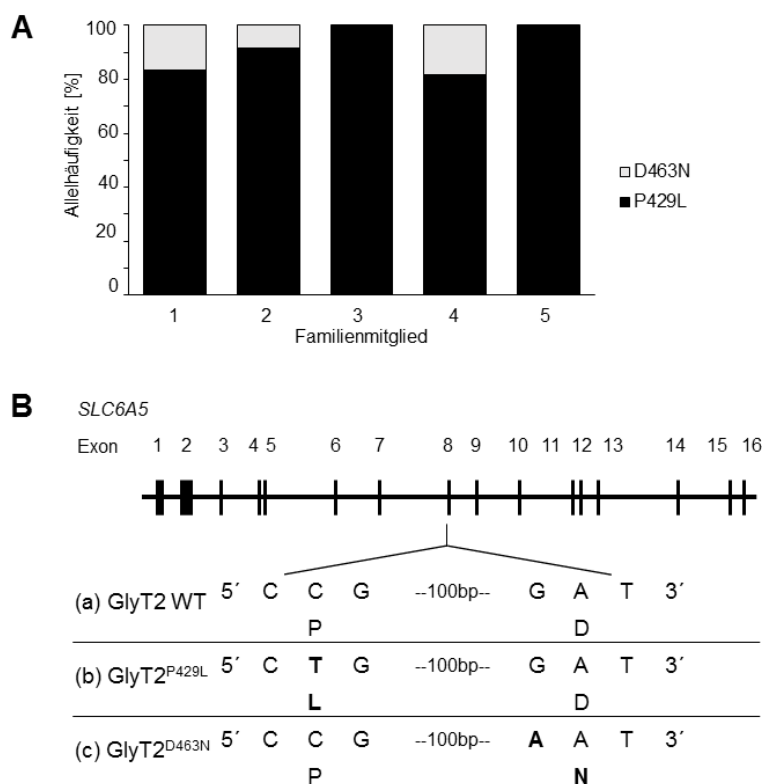 A
100
80
60
40
20
0
Allelhäufigkeit [%]
1 2 3 4 5
Familienmitglied
D463N
P429L
B
SLC6A5
Exon 1 2 3 4 5 6 7 8 9 10 11 12 13 14 15 16
(a) GlyT2 WT 5´ C C G --100bp-- G A T 3´
P D
(b) GlyT2P429L 5´ C T G --100bp-- G A T 3´
L D
(c) GlyT2D463N 5´ C C G --100bp-- A A T 3´
P N